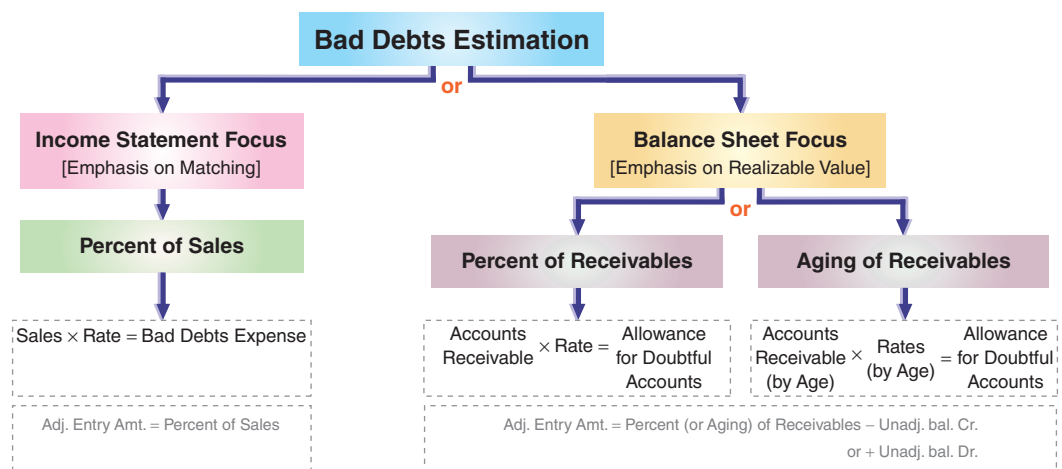 Bad Debts Estimation
or
Income Statement Focus
[Emphasis on Matching]
Balance Sheet Focus
[Emphasis on Realizable Value]
or
Percent of Sales
Percent of Receivables
Aging of Receivables
Sales × Rate = Bad Debts Expense
Accounts
Receivable × Rate = Allowance
for Doubtful
Accounts
Accounts
Receivable
(by Age) × Rates
(by Age) = Allowance
for Doubtful
Accounts
Adj. Entry Amt. = Percent of Sales
Adj. Entry Amt. = Percent (or Aging) of Receivables − Unadj. bal. Cr.
or + Unadj. bal. Dr.